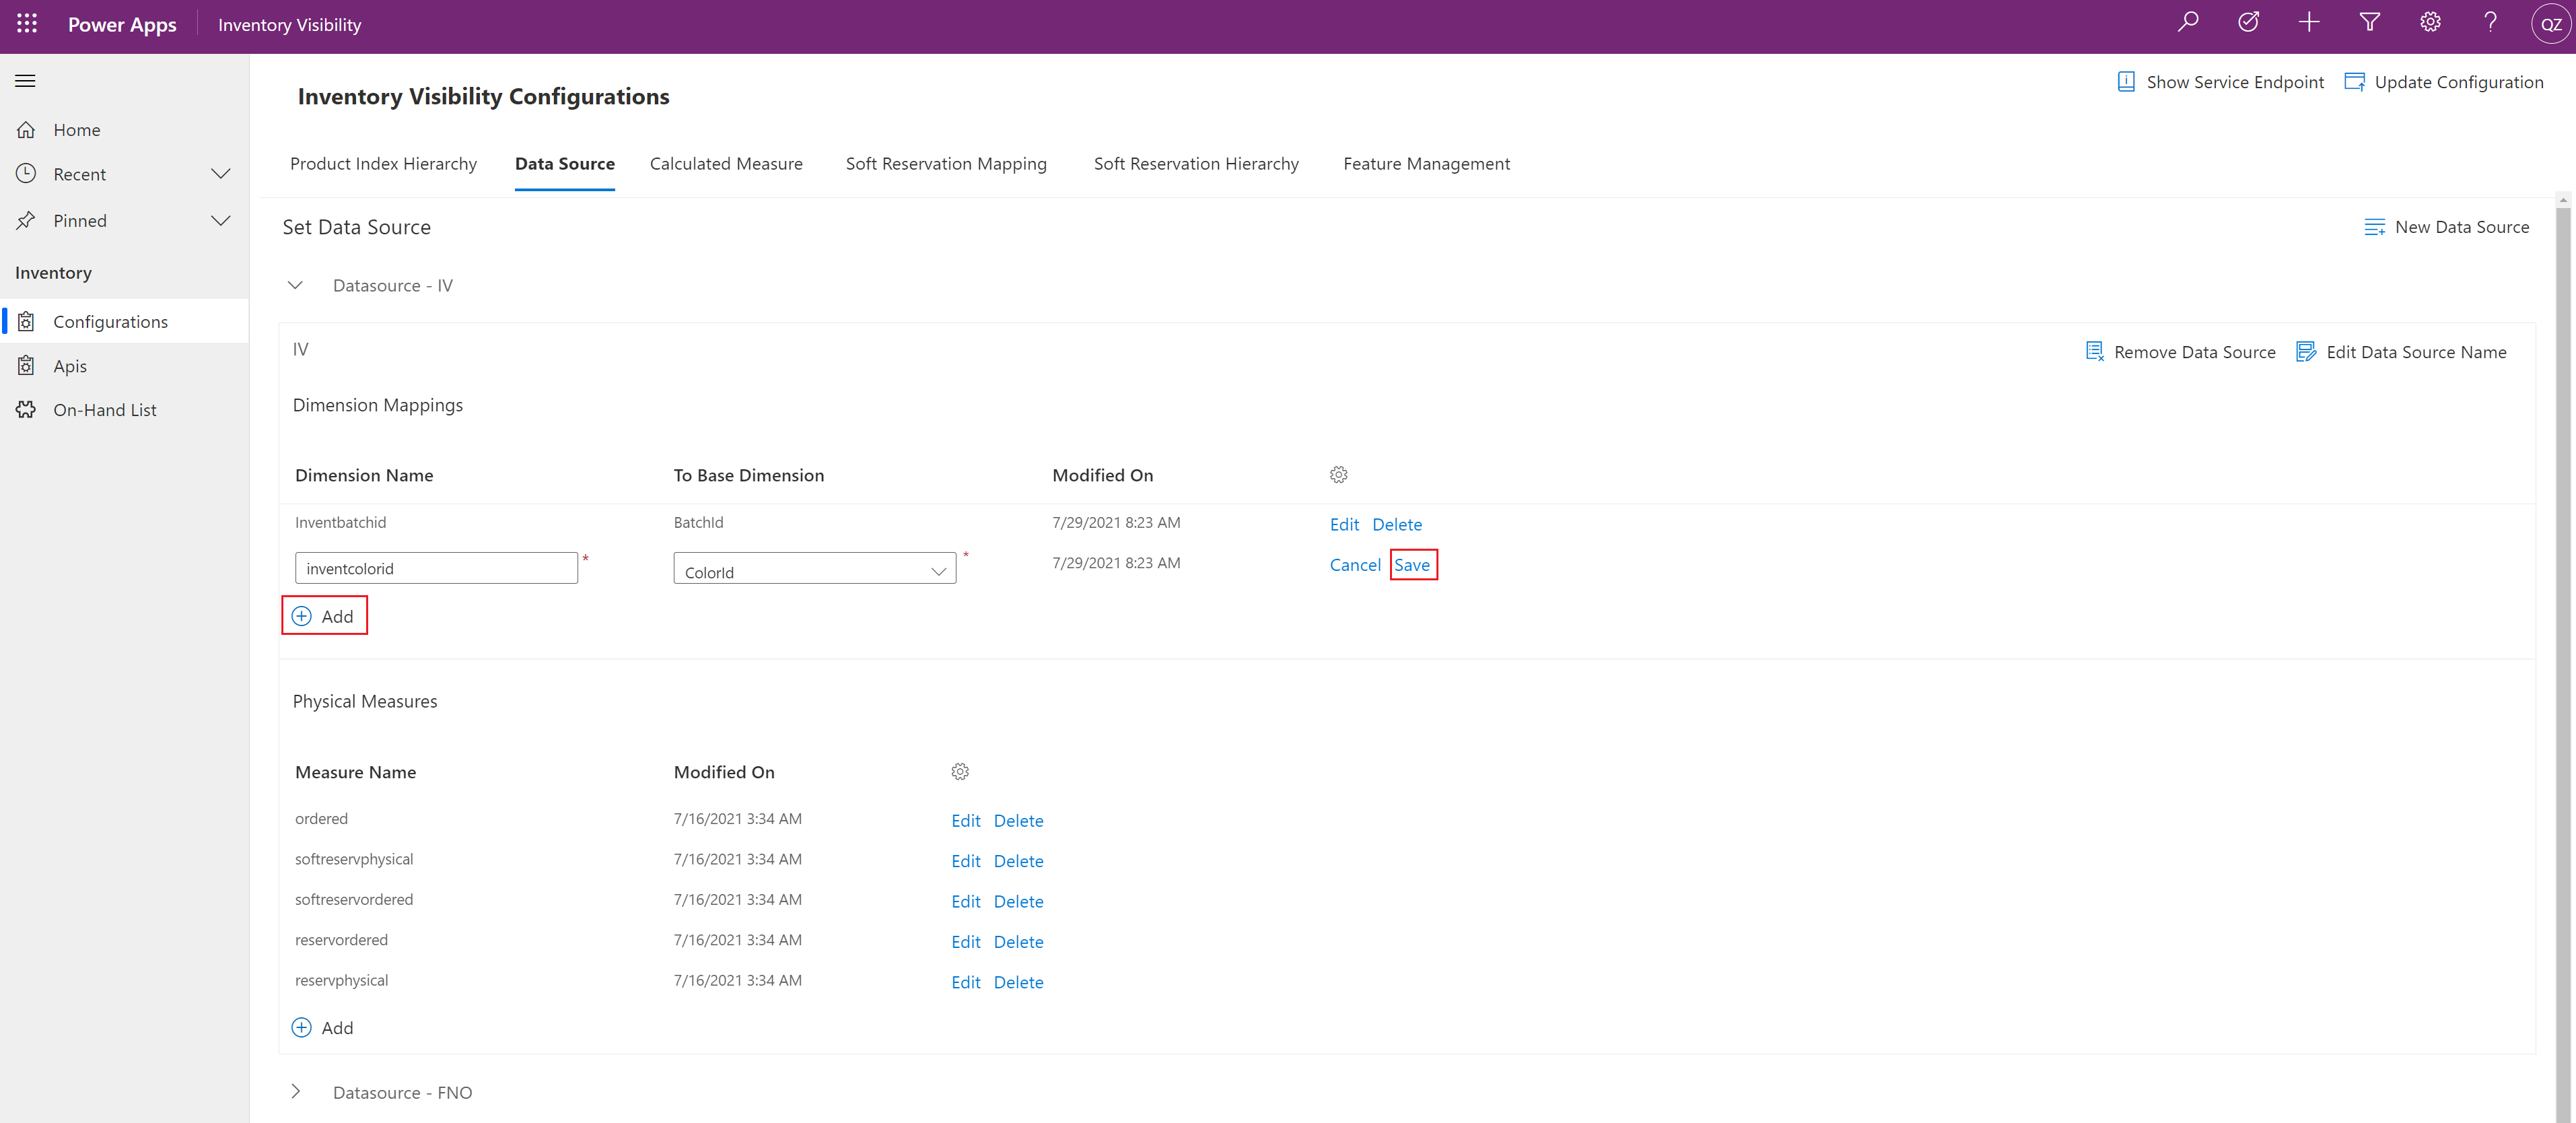 Power Apps Inventory Visibility QZ
Show Service Endpoint Update Configuration
Inventory Visibility Configurations
Home
Recent
Pinned
Inventory
Configurations
Apis
On-Hand List
Product Index Hierarchy Data Source Calculated Measure Soft Reservation Mapping Soft Reservation Hierarchy Feature Management
Set Data Source New Data Source
Datasource - IV
IV Remove Data Source Edit Data Source Name
Dimension Mappings
Dimension Name To Base Dimension Modified On
Inventbatchid BatchId 7/29/2021 8:23 AM Edit Delete
inventcolorid * ColorId * 7/29/2021 8:23 AM Cancel Save
Add
Physical Measures
Measure Name Modified On
ordered 7/16/2021 3:34 AM Edit Delete
softreservphysical 7/16/2021 3:34 AM Edit Delete
softreservordered 7/16/2021 3:34 AM Edit Delete
reservordered 7/16/2021 3:34 AM Edit Delete
reservphysical 7/16/2021 3:34 AM Edit Delete
Add
Datasource - FNO